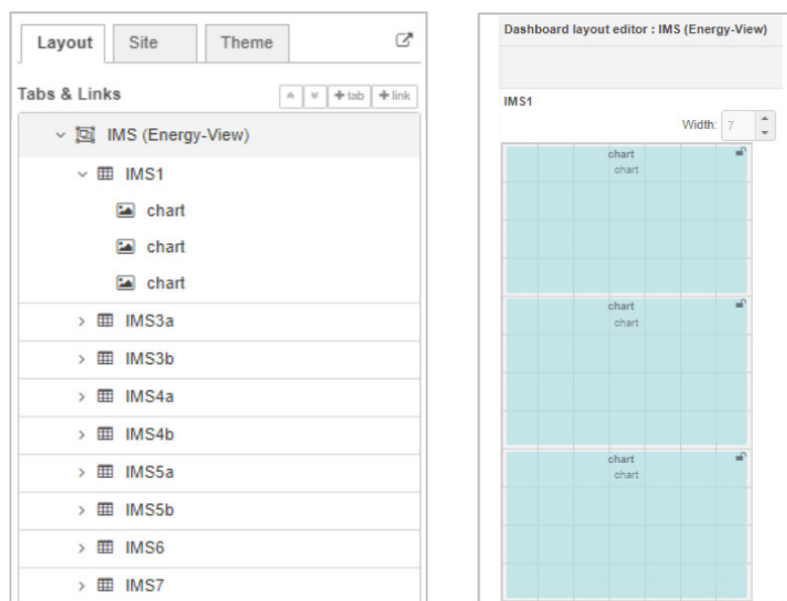 Layout
Site
Theme
Tabs & Links
+ tab
+ link
IMS (Energy-View)
IMS1
chart
chart
chart
IMS3a
IMS3b
IMS4a
IMS4b
IMS5a
IMS5b
IMS6
IMS7
Dashboard layout editor : IMS (Energy-View)
IMS1
Width: 7
chart
chart
chart
chart
chart
chart